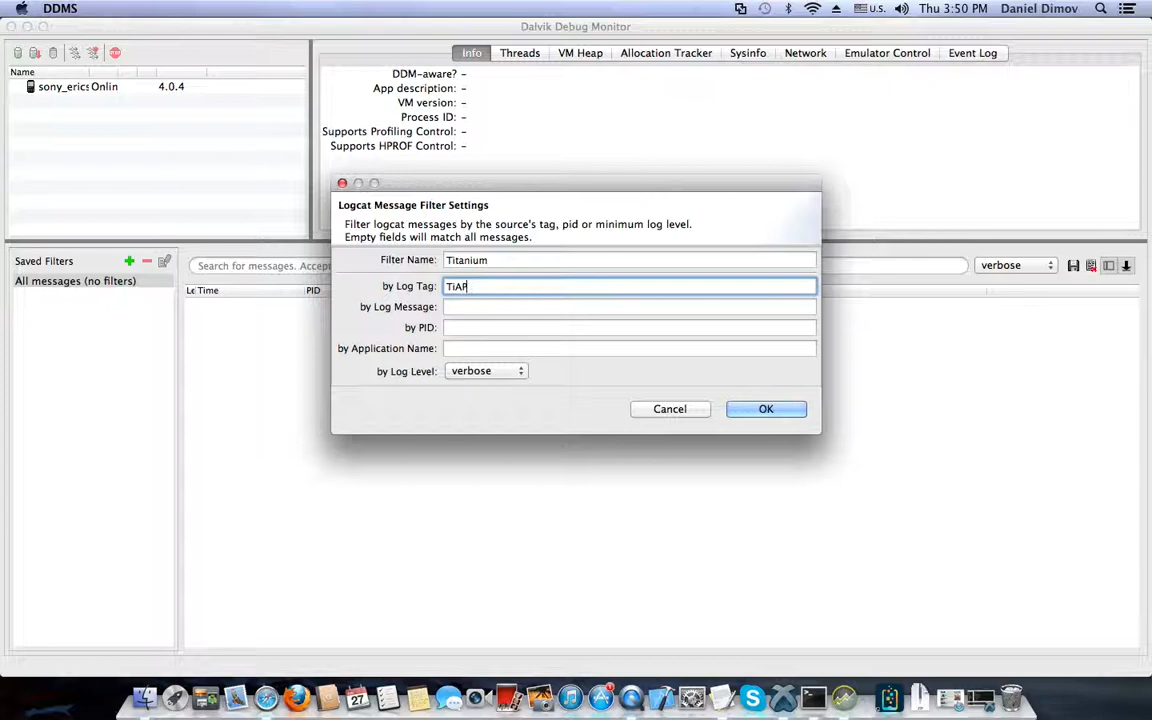 DDMS
U.S.
Thu 3:50 PM
Daniel Dimov
Dalvik Debug Monitor
Info
Threads
VM Heap
Allocation Tracker
Sysinfo
Network
Emulator Control
Event Log
Name
sony_erics Onlin 4.0.4
DDM-aware? –
App description: –
VM version: –
Process ID: –
Supports Profiling Control: –
Supports HPROF Control: –
Logcat Message Filter Settings
Filter logcat messages by the source's tag, pid or minimum log level.
Empty fields will match all messages.
Filter Name: Titanium
by Log Tag: TiAP
by Log Message:
by PID:
by Application Name:
by Log Level: verbose
Cancel
OK
Saved Filters
All messages (no filters)
Search for messages. Accep
verbose
Time
PID
27